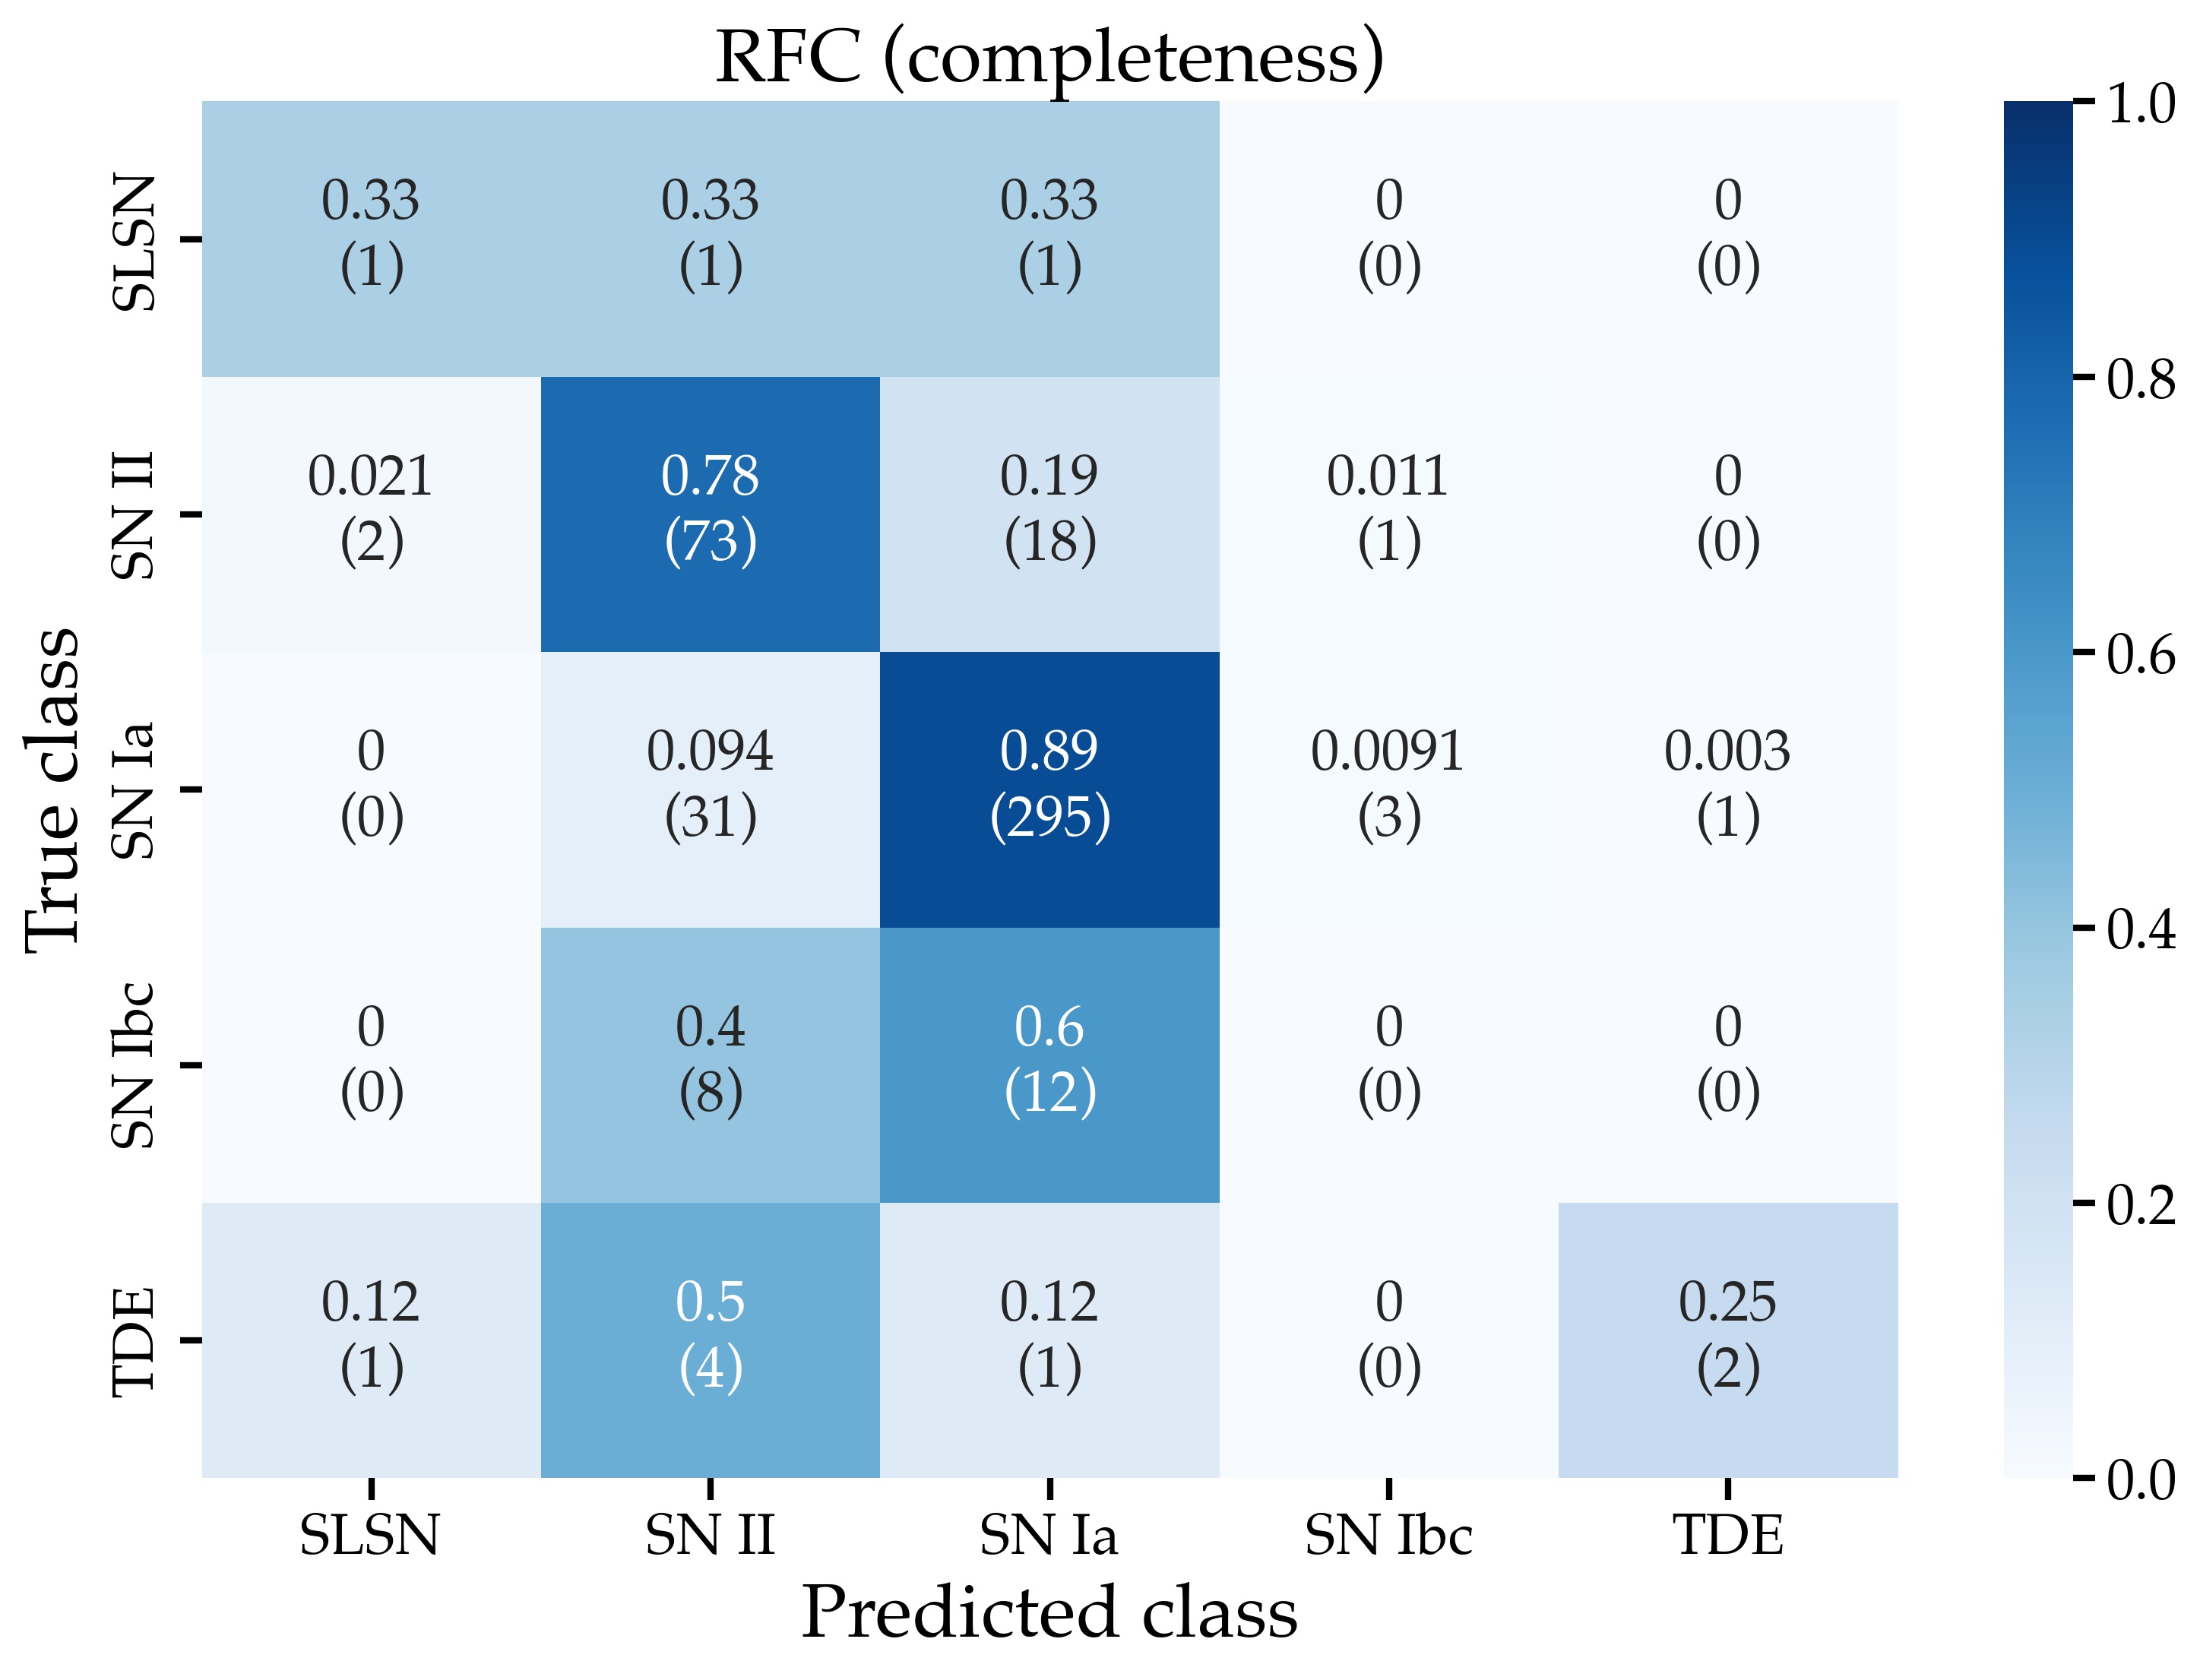 RFC (completeness)
True class
SLSN
0.33 0.33 0.33 0 0
(1) (1) (1) (0) (0)
SN II
0.021 0.78 0.19 0.011 0
(2) (73) (18) (1) (0)
SN Ia
0 0.094 0.89 0.0091 0.003
(0) (31) (295) (3) (1)
SN Ibc
0 0.4 0.6 0 0
(0) (8) (12) (0) (0)
TDE
0.12 0.5 0.12 0 0.25
(1) (4) (1) (0) (2)
SLSN SN II SN Ia SN Ibc TDE
Predicted class
1.0
0.8
0.6
0.4
0.2
0.0